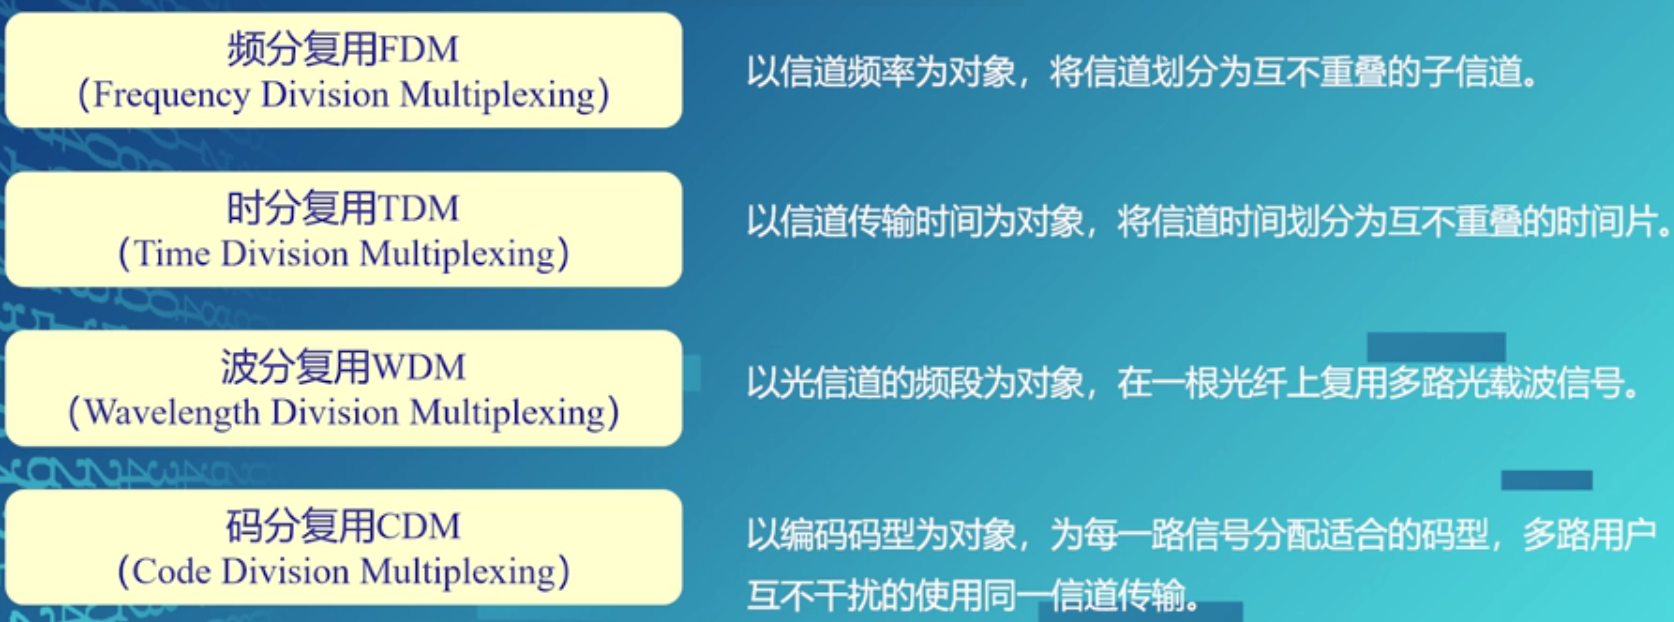 频分复用FDM
（Frequency Division Multiplexing）
以信道频率为对象，将信道划分为互不重叠的子信道。
时分复用TDM
（Time Division Multiplexing）
以信道传输时间为对象，将信道时间划分为互不重叠的时间片。
波分复用WDM
（Wavelength Division Multiplexing）
以光信道的频段为对象，在一根光纤上复用多路光载波信号。
码分复用CDM
（Code Division Multiplexing）
以编码码型为对象，为每一路信号分配适合的码型，多路用户
互不干扰的使用同一信道传输。